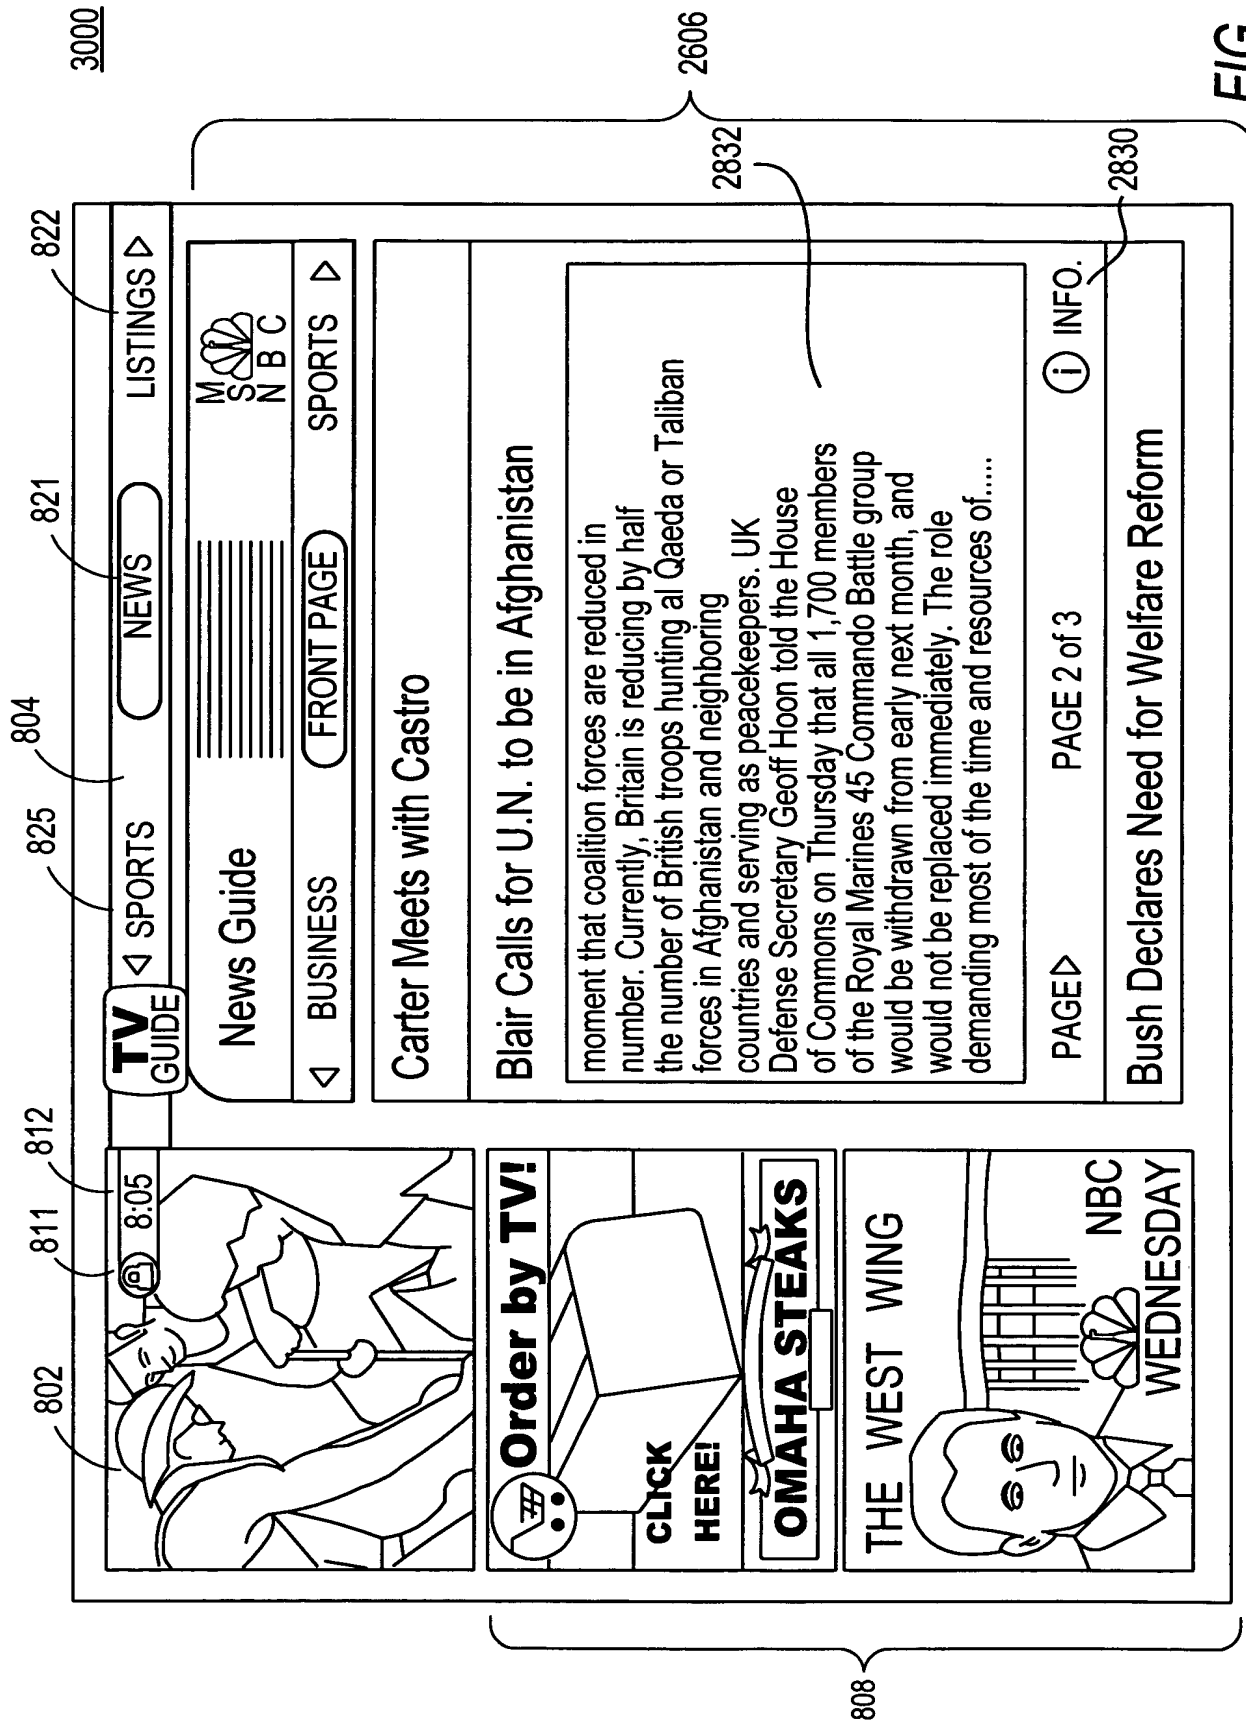 3000
802
811
812
825
804
821
822
8:05
TV
GUIDE
◁ SPORTS
NEWS
LISTINGS ▷
News Guide
M
S
N B C
◁ BUSINESS
FRONT PAGE
SPORTS ▷
Carter Meets with Castro
Blair Calls for U.N. to be in Afghanistan
moment that coalition forces are reduced in
number. Currently, Britain is reducing by half
the number of British troops hunting al Qaeda or Taliban
forces in Afghanistan and neighboring
countries and serving as peacekeepers. UK
Defense Secretary Geoff Hoon told the House
of Commons on Thursday that all 1,700 members
of the Royal Marines 45 Commando Battle group
would be withdrawn from early next month, and
would not be replaced immediately. The role
demanding most of the time and resources of.....
PAGE▷
PAGE 2 of 3
i INFO.
Bush Declares Need for Welfare Reform
Order by TV!
CLICK
HERE!
OMAHA STEAKS
THE WEST WING
NBC
WEDNESDAY
808
2606
2832
2830
FIG